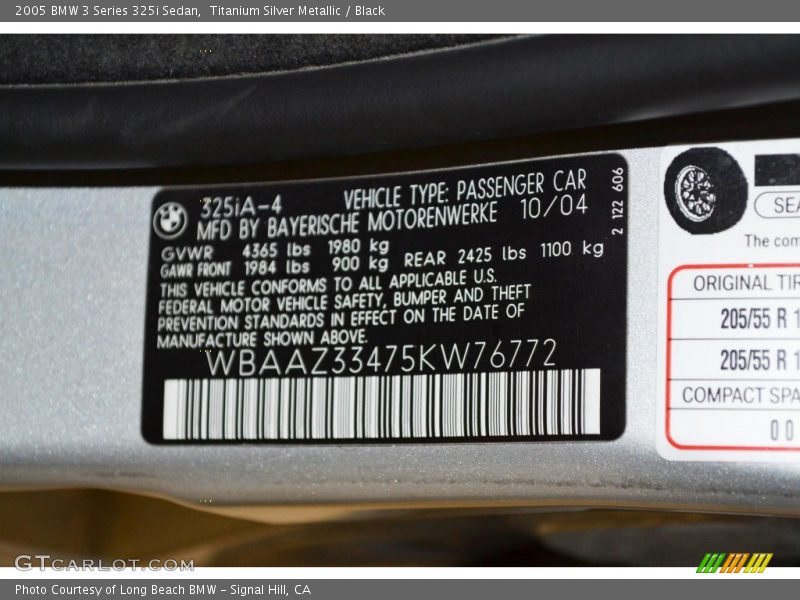 2005 BMW 3 Series 325i Sedan, Titanium Silver Metallic / Black
325iA-4 VEHICLE TYPE: PASSENGER CAR
MFD BY BAYERISCHE MOTORENWERKE 10/04
GVWR 4365 lbs 1980 kg
GAWR FRONT 1984 lbs 900 kg REAR 2425 lbs 1100 kg
THIS VEHICLE CONFORMS TO ALL APPLICABLE U.S.
FEDERAL MOTOR VEHICLE SAFETY, BUMPER AND THEFT
PREVENTION STANDARDS IN EFFECT ON THE DATE OF
MANUFACTURE SHOWN ABOVE.
WBAAZ33475KW76772
2 122 606
SEA
The com
ORIGINAL TIR
205/55 R 1
205/55 R 1
COMPACT SPA
00
GTCARLOT.COM
Photo Courtesy of Long Beach BMW - Signal Hill, CA